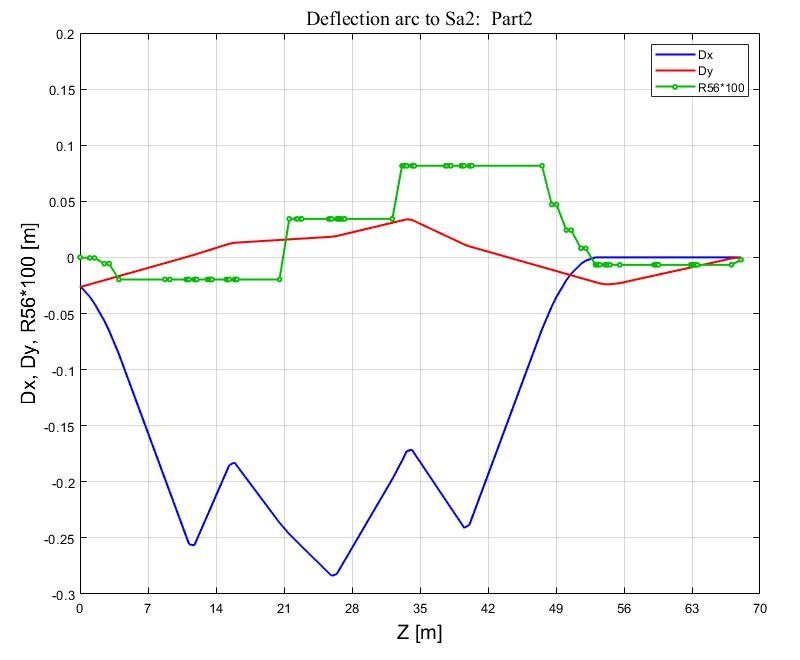 Deflection arc to Sa2:  Part2
Dx
Dy
R56*100
0.2
0.15
0.1
0.05
0
-0.05
-0.1
-0.15
-0.2
-0.25
-0.3
Dx, Dy, R56*100 [m]
0 7 14 21 28 35 42 49 56 63 70
Z [m]